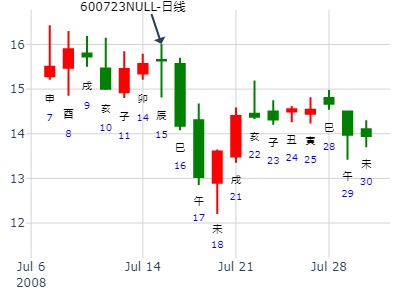 600723NULL-日线
16
15
14
13
12
申
7
酉
8
戌
9
亥
10
子
11
卯
14
辰
15
巳
16
午
17
未
18
戌
21
亥
22
子
23
丑
24
寅
25
巳
28
午
29
未
30
Jul 6
2008
Jul 14
Jul 21
Jul 28